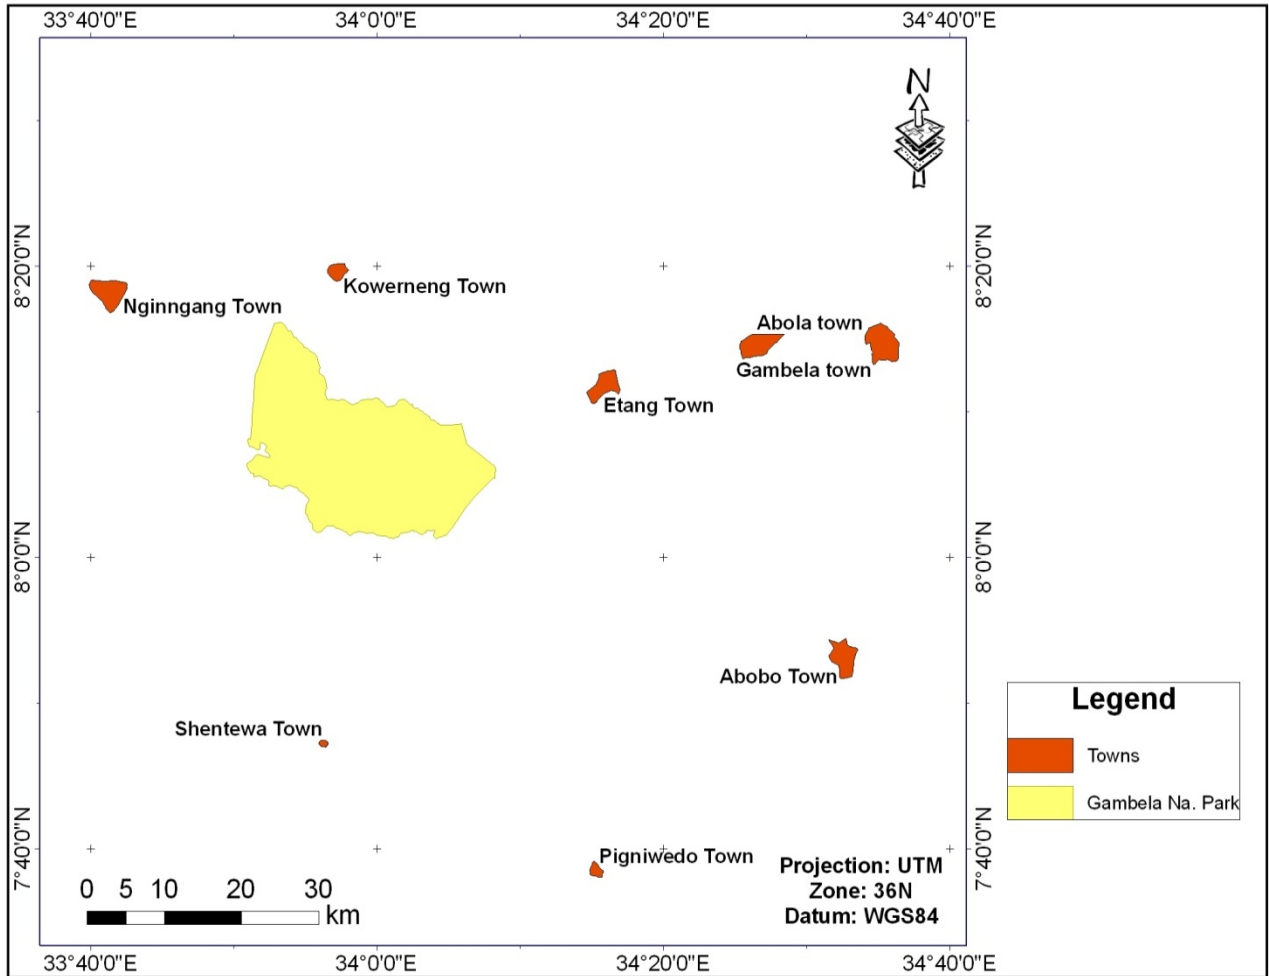 33°40'0"E 34°0'0"E 34°20'0"E 34°40'0"E
N
8°20'0"N
8°20'0"N
Kowerneng Town
Nginngang Town
Abola town
Gambela town
Etang Town
8°0'0"N
8°0'0"N
Abobo Town
Shentewa Town
Legend
Towns
Gambela Na. Park
7°40'0"N
7°40'0"N
Pigniwedo Town
Projection: UTM
Zone: 36N
Datum: WGS84
0 5 10 20 30
km
33°40'0"E 34°0'0"E 34°20'0"E 34°40'0"E